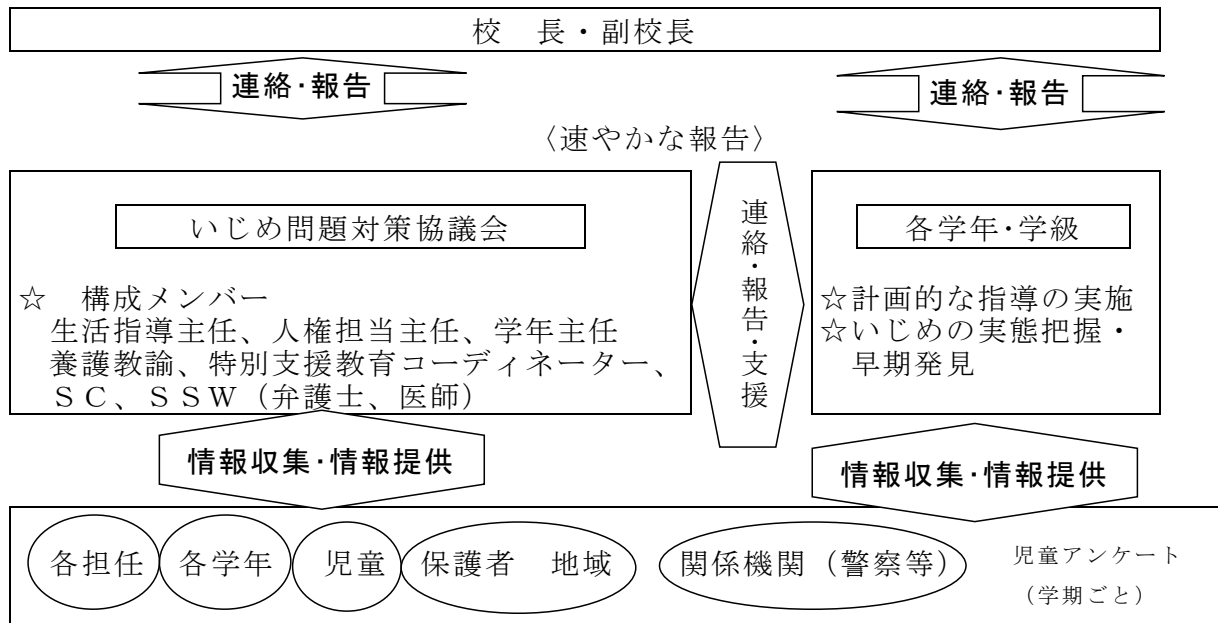 校　長・副校長
連絡・報告
連絡・報告
〈速やかな報告〉
いじめ問題対策協議会
☆　構成メンバー
生活指導主任、人権担当主任、学年主任
養護教諭、特別支援教育コーディネーター、
ＳＣ、ＳＳＷ（弁護士、医師）
連絡・報告・支援
各学年・学級
☆計画的な指導の実施
☆いじめの実態把握・
早期発見
情報収集・情報提供
情報収集・情報提供
各担任
各学年
児童
保護者　地域
関係機関（警察等）
児童アンケート
（学期ごと）